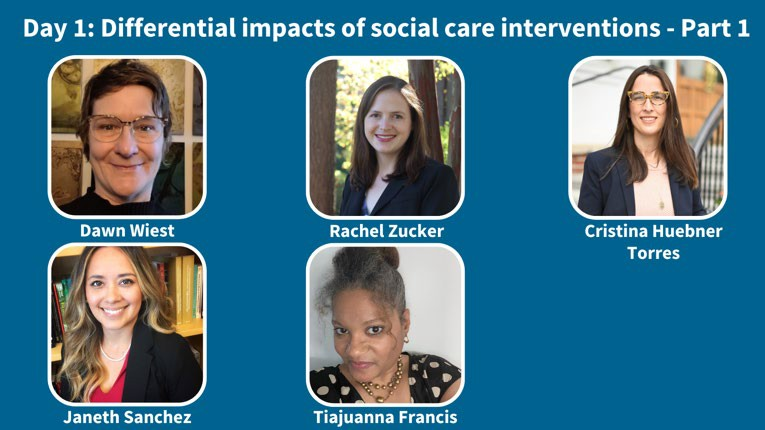 Day 1: Differential impacts of social care interventions - Part 1
Dawn Wiest
Rachel Zucker
Cristina Huebner
Torres
Janeth Sanchez
Tiajuanna Francis